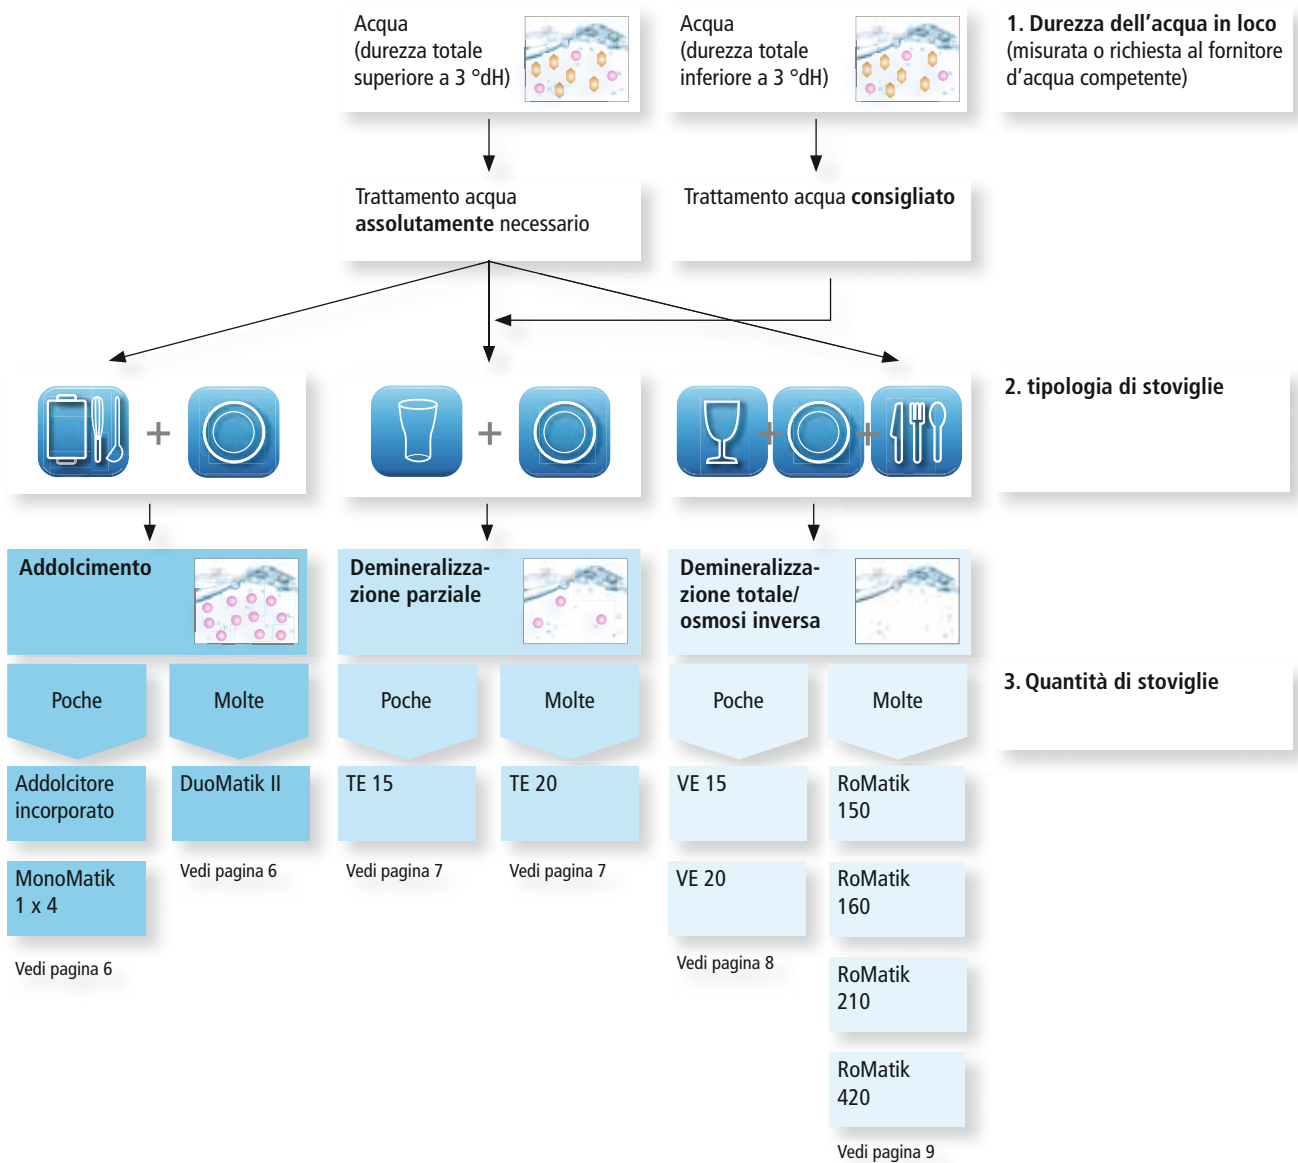 Acqua
(durezza totale
superiore a 3 °dH)
Acqua
(durezza totale
inferiore a 3 °dH)
1. Durezza dell’acqua in loco
(misurata o richiesta al fornitore
d’acqua competente)
Trattamento acqua
assolutamente necessario
Trattamento acqua consigliato
+
+
+
+
2. tipologia di stoviglie
Addolcimento
Demineralizza-
zione parziale
Demineralizza-
zione totale/
osmosi inversa
Poche
Molte
Poche
Molte
Poche
Molte
3. Quantità di stoviglie
Addolcitore
incorporato
MonoMatik
1 x 4
Vedi pagina 6
DuoMatik II
Vedi pagina 6
TE 15
Vedi pagina 7
TE 20
Vedi pagina 7
VE 15
VE 20
Vedi pagina 8
RoMatik
150
RoMatik
160
RoMatik
210
RoMatik
420
Vedi pagina 9